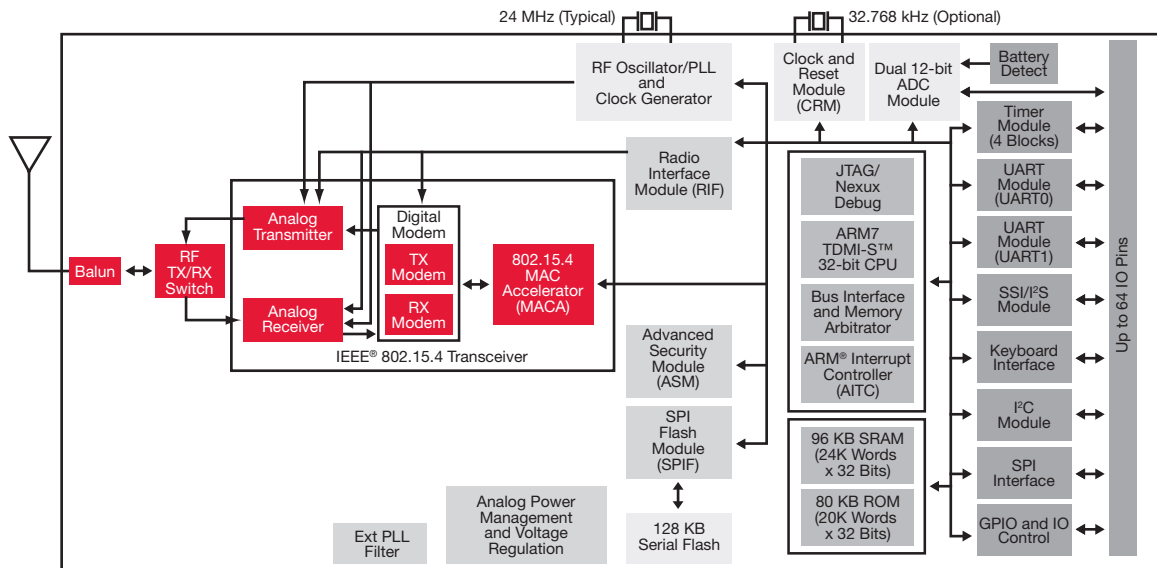 24 MHz (Typical)
32.768 kHz (Optional)
RF Oscillator/PLL
and
Clock Generator
Clock and
Reset
Module
(CRM)
Dual 12-bit
ADC
Module
Battery
Detect
Timer
Module
(4 Blocks)
Radio
Interface
Module (RIF)
JTAG/
Nexux
Debug
UART
Module
(UART0)
Analog
Transmitter
Digital
Modem
ARM7
TDMI-S™
32-bit CPU
UART
Module
(UART1)
Balun
RF
TX/RX
Switch
TX
Modem
802.15.4
MAC
Accelerator
(MACA)
SSI/I²S
Module
Up to 64 IO Pins
Analog
Receiver
RX
Modem
Bus Interface
and Memory
Arbitrator
IEEE® 802.15.4 Transceiver
Advanced
Security
Module
(ASM)
ARM® Interrupt
Controller
(AITC)
Keyboard
Interface
I²C
Module
SPI
Flash
Module
(SPIF)
96 KB SRAM
(24K Words
x 32 Bits)
SPI
Interface
Ext PLL
Filter
Analog Power
Management
and Voltage
Regulation
128 KB
Serial Flash
80 KB ROM
(20K Words
x 32 Bits)
GPIO and IO
Control